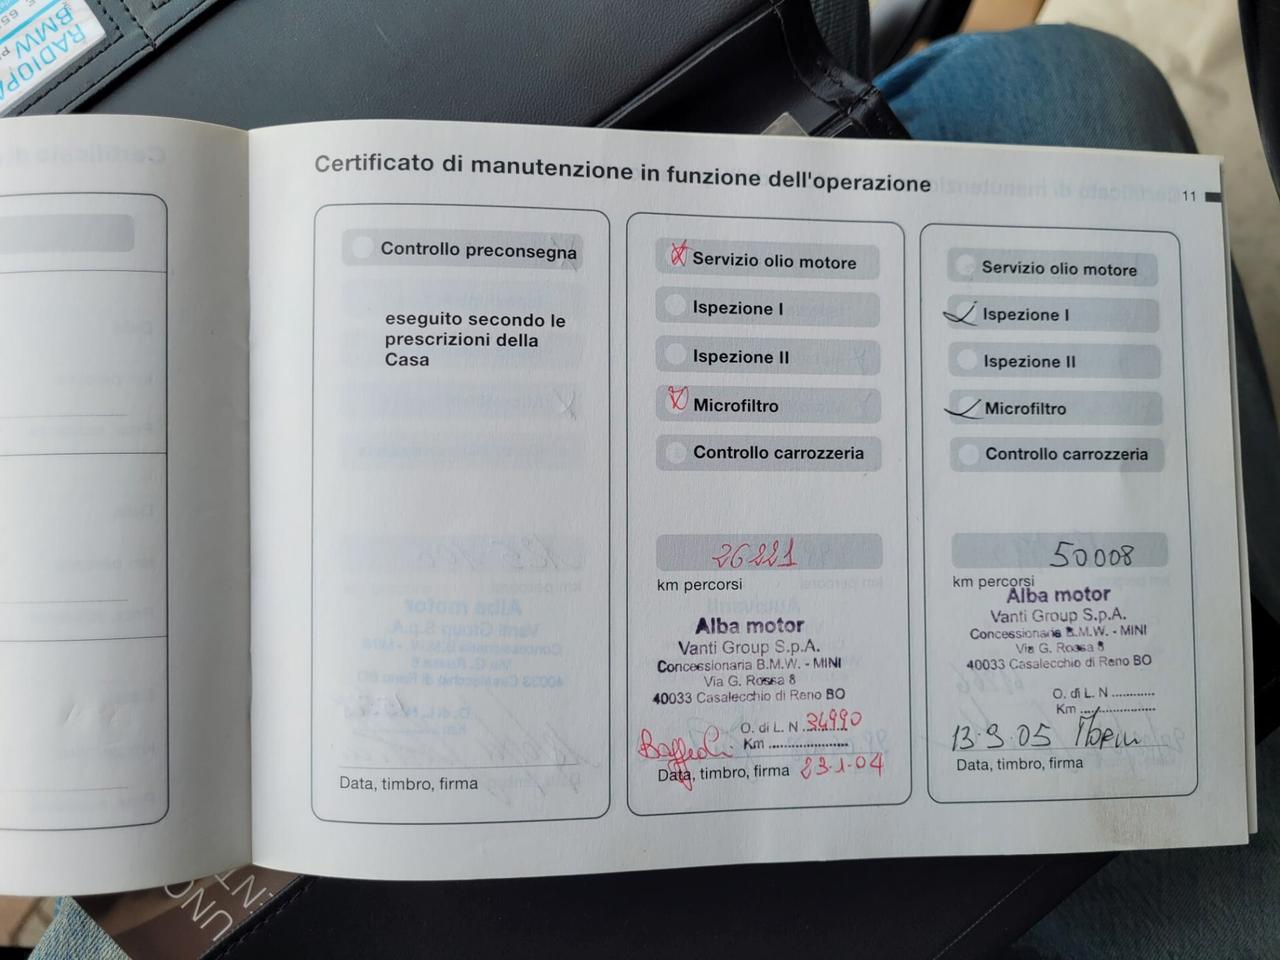 RADIOPA
BMW
Certificato di manutenzione in funzione dell'operazione
11
Controllo preconsegna
eseguito secondo le
prescrizioni della
Casa
Data, timbro, firma
Servizio olio motore
Ispezione I
Ispezione II
Microfiltro
Controllo carrozzeria
26221
km percorsi
Alba motor
Vanti Group S.p.A.
Concessionaria B.M.W. - MINI
Via G. Rossa 8
40033 Casalecchio di Reno BO
O. di L. N. 34990
Km
Data, timbro, firma 23.1.04
Servizio olio motore
Ispezione I
Ispezione II
Microfiltro
Controllo carrozzeria
50008
km percorsi
Alba motor
Vanti Group S.p.A.
Concessionaria B.M.W. - MINI
Via G. Rossa 8
40033 Casalecchio di Reno BO
O. di L. N
Km
13.9.05
Data, timbro, firma